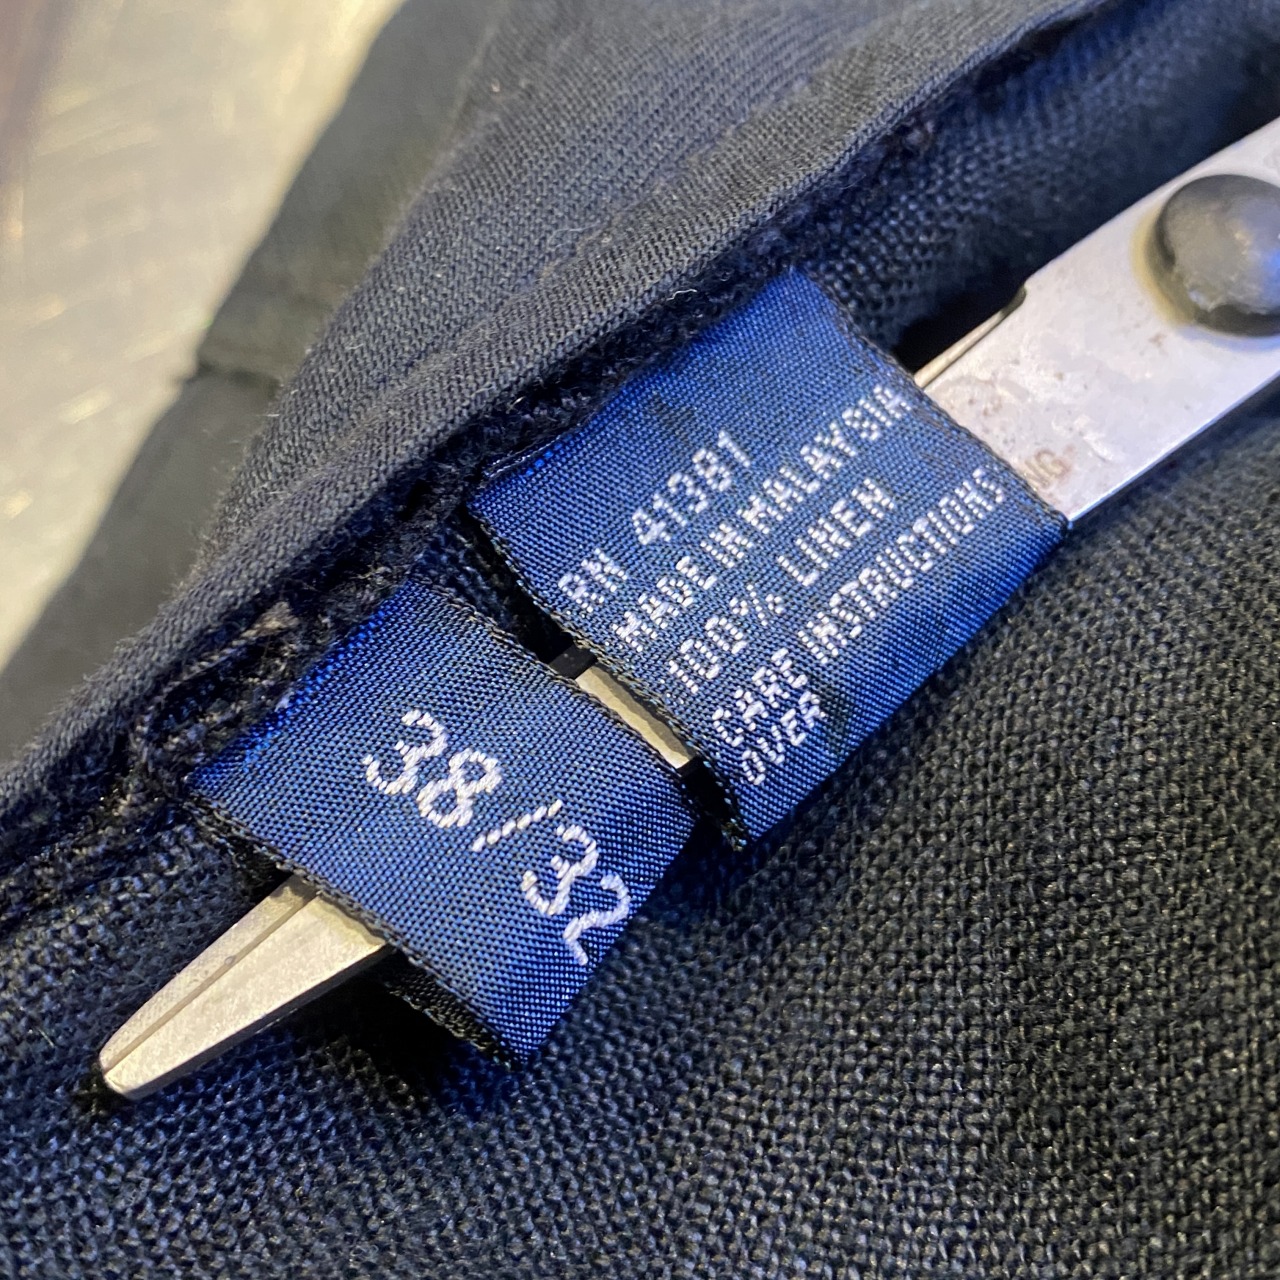 RN 41381
MADE IN MALAYSIA
100% LINEN
CARE INSTRUCTIONS
OVER
38/32